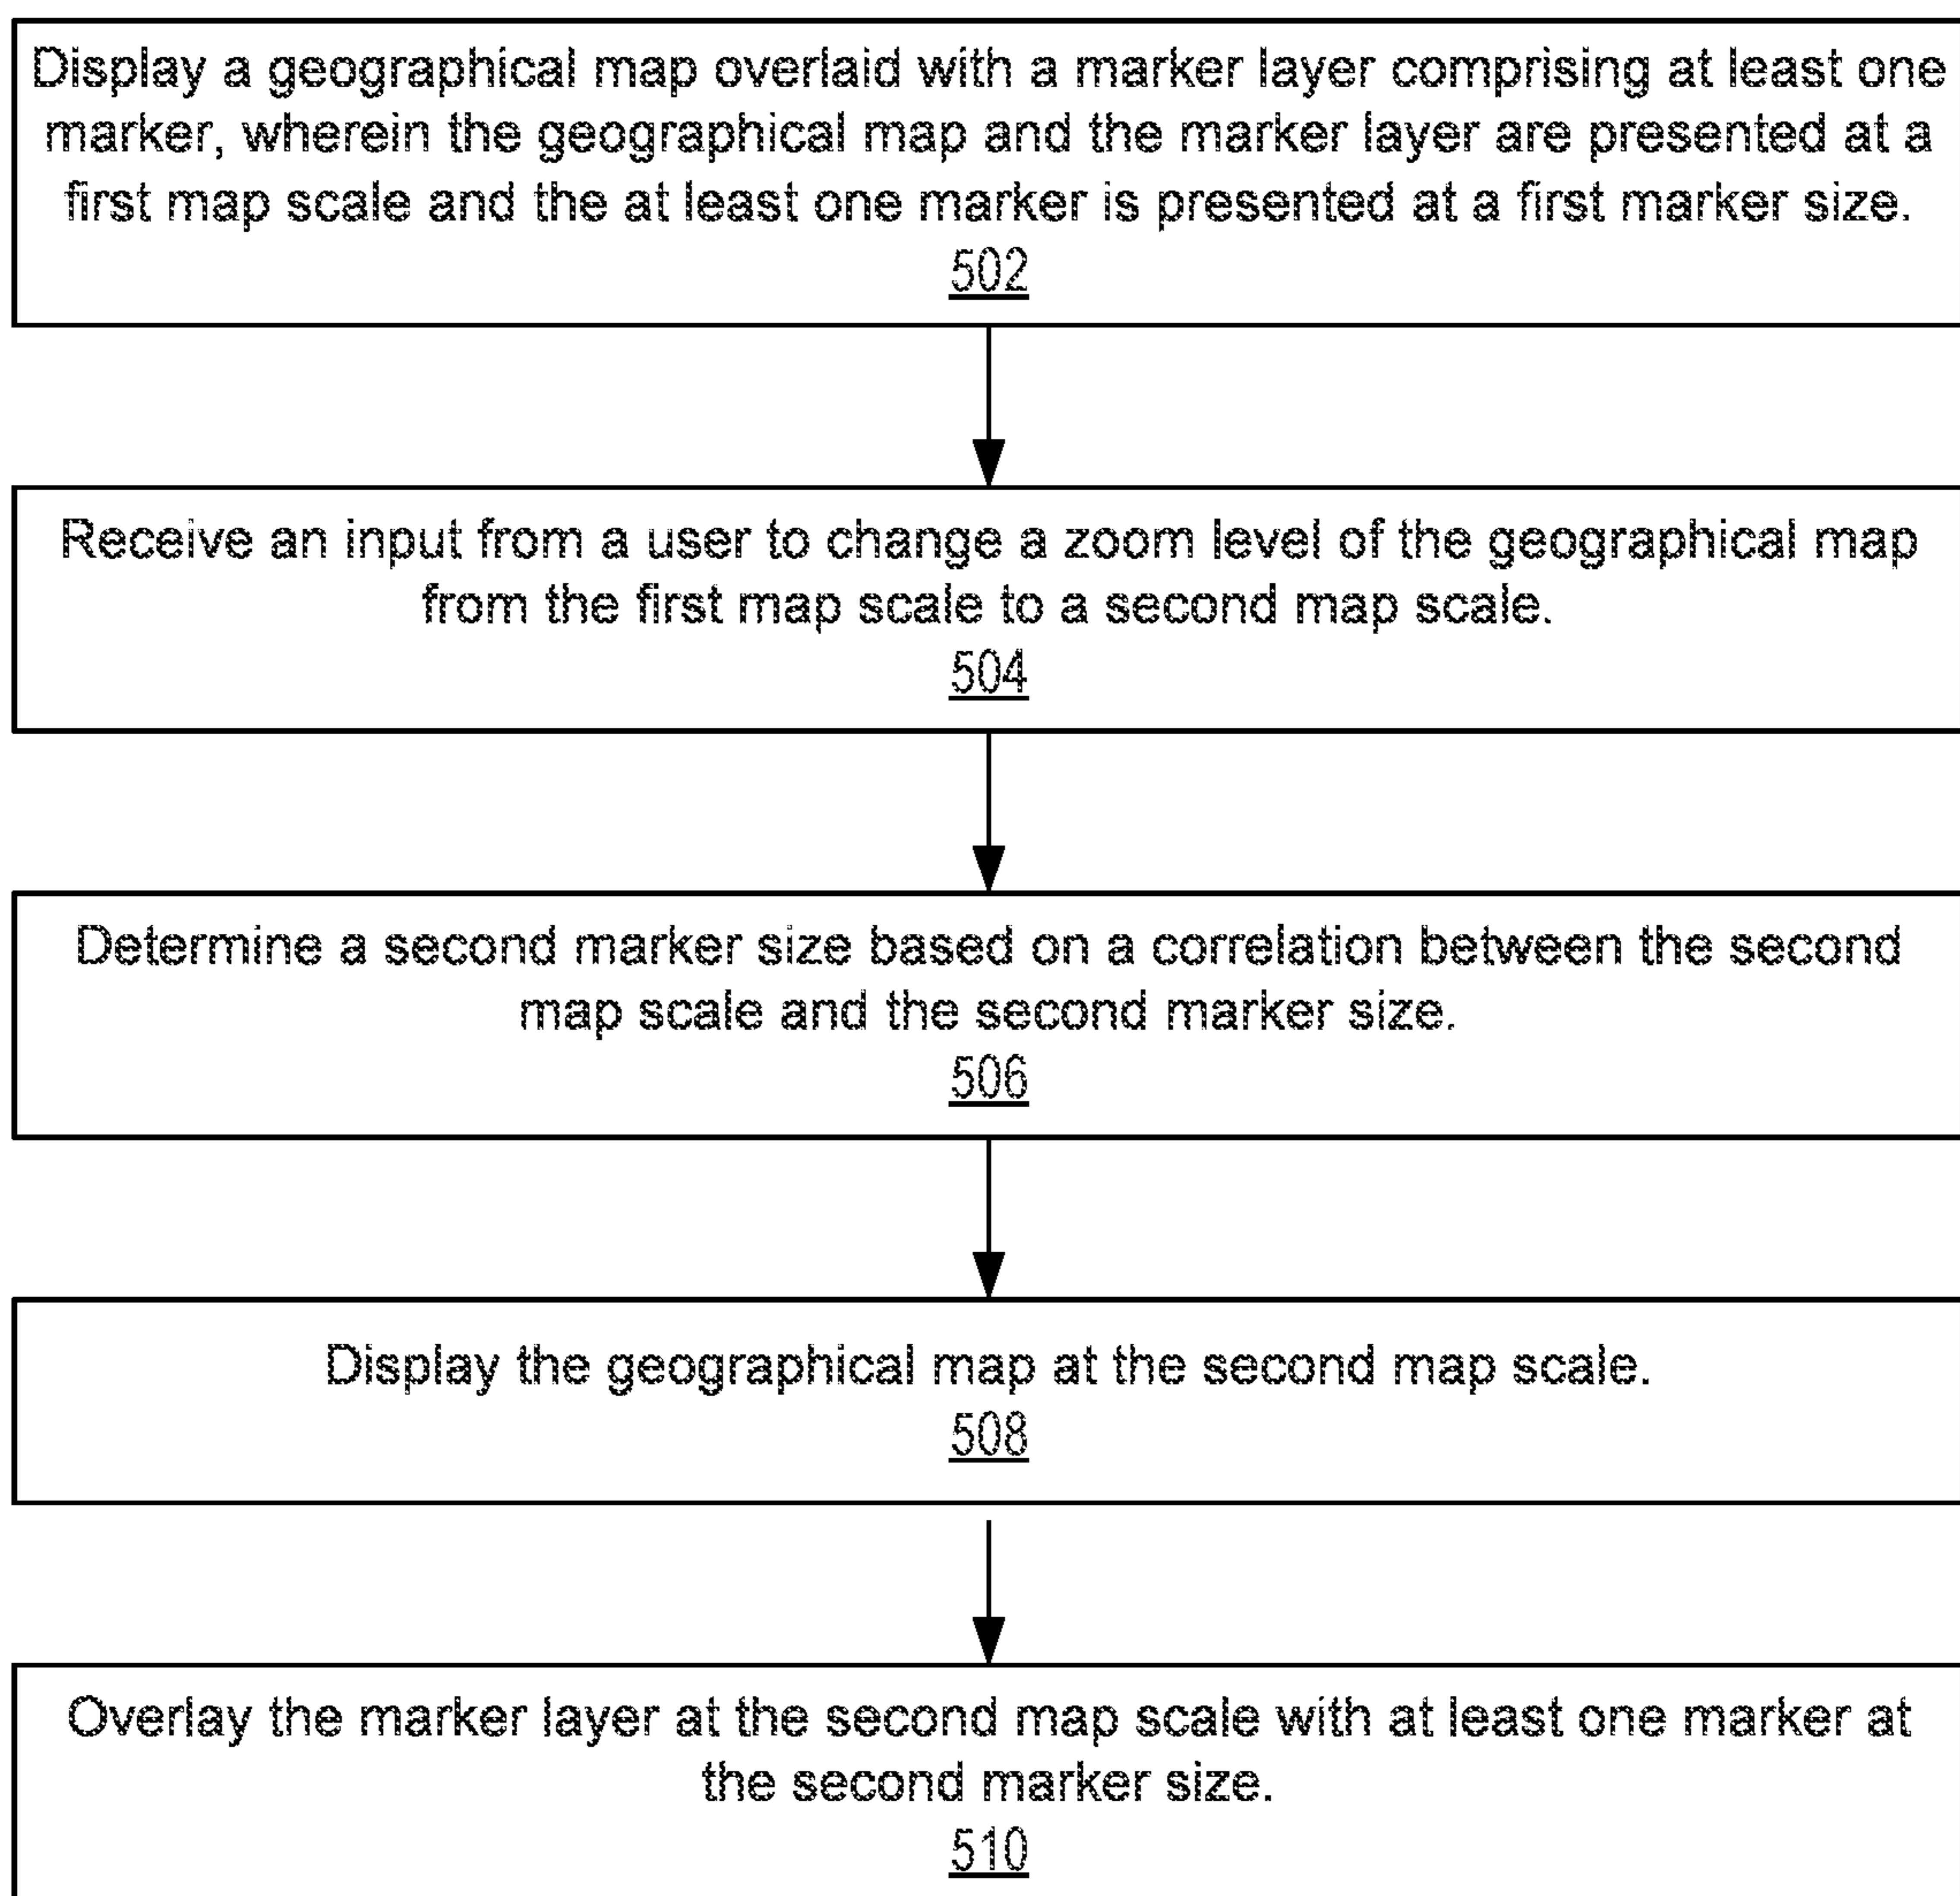 Display a geographical map overlaid with a marker layer comprising at least one
marker, wherein the geographical map and the marker layer are presented at a
first map scale and the at least one marker is presented at a first marker size.
502
Receive an input from a user to change a zoom level of the geographical map
from the first map scale to a second map scale.
504
Determine a second marker size based on a correlation between the second
map scale and the second marker size.
506
Display the geographical map at the second map scale.
508
Overlay the marker layer at the second map scale with at least one marker at
the second marker size.
510